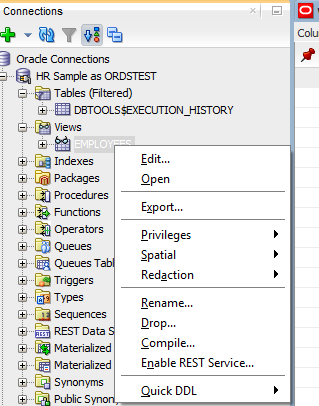 Connections
Colu
Oracle Connections
HR Sample as ORDSTEST
Tables (Filtered)
DBTOOLS$EXECUTION_HISTORY
Views
EMPLOYEES
Indexes
Packages
Procedures
Functions
Operators
Queues
Queues Tabl
Triggers
Types
Sequences
REST Data S
Materialized
Materialized
Synonyms
Public Synony
Edit...
Open
Export...
Privileges
Spatial
Redaction
Rename...
Drop...
Compile...
Enable REST Service...
Quick DDL